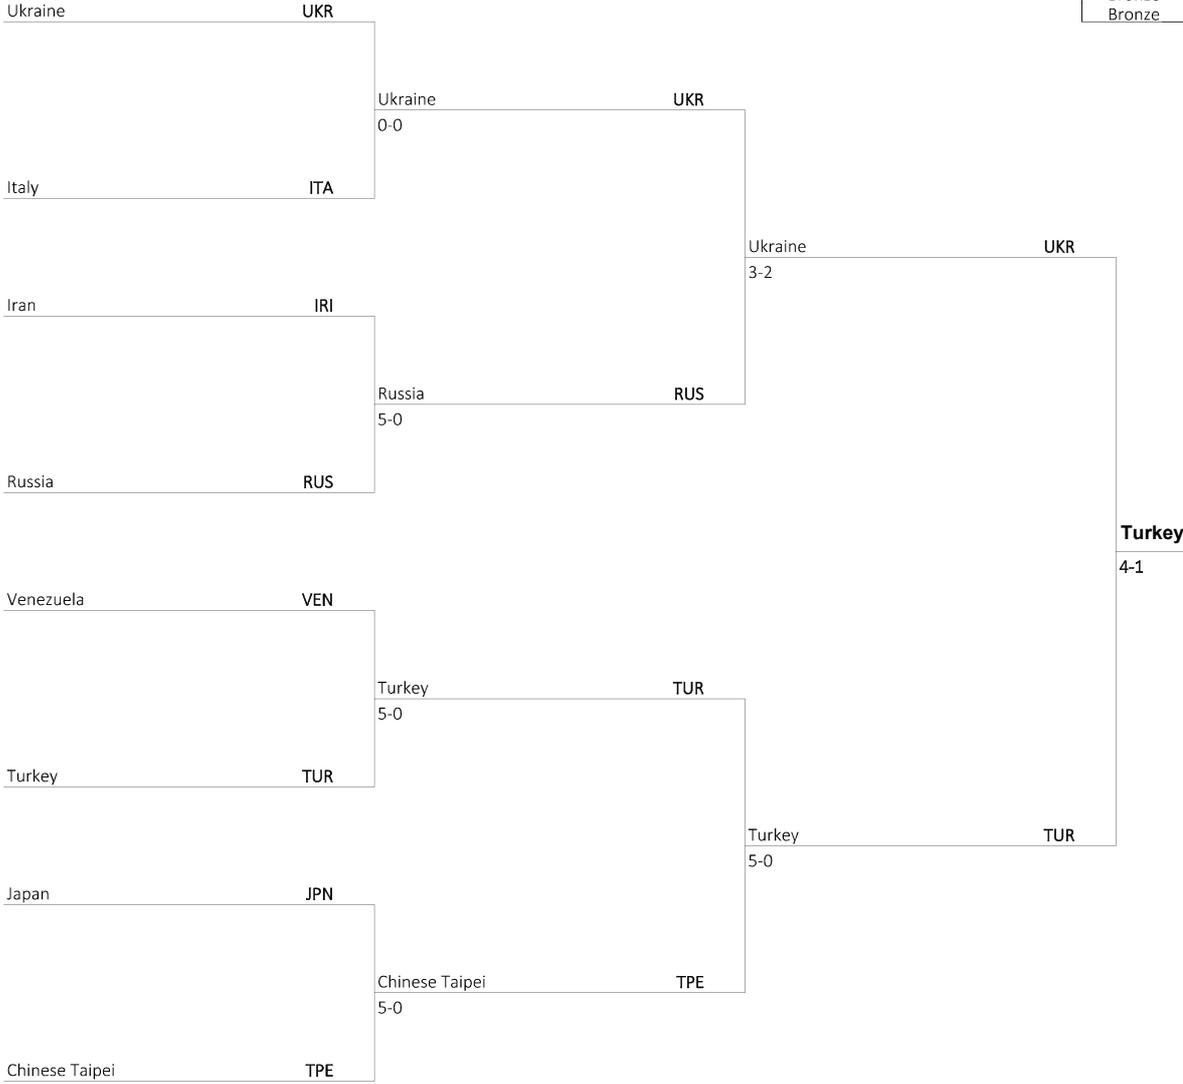 Bronze
Ukraine UKR
Ukraine UKR
0-0
Italy ITA
Ukraine UKR
3-2
Iran IRI
Russia RUS
5-0
Russia RUS
Turkey
4-1
Venezuela VEN
Turkey TUR
5-0
Turkey TUR
Turkey TUR
5-0
Japan JPN
Chinese Taipei TPE
5-0
Chinese Taipei TPE